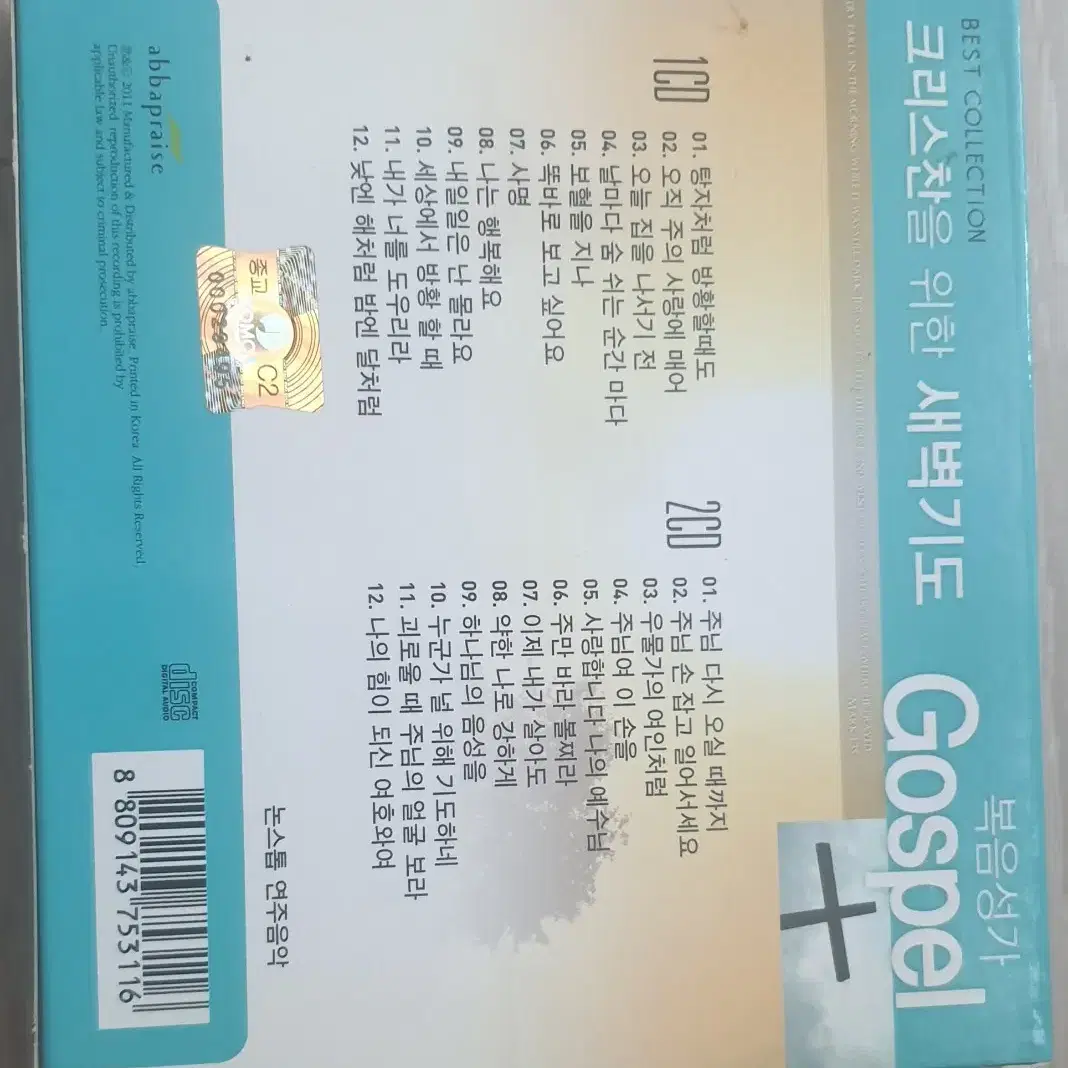 BEST COLLECTION
크리스찬을 위한 새벽기도 Gospel
복음성가
1CD
01. 탕자처럼 방황할때도
02. 오직 주의 사랑에 매어
03. 오늘 집을 나서기 전
04. 날마다 숨 쉬는 순간 마다
05. 보혈을 지나
06. 똑바로 보고 싶어요
07. 사명
08. 나는 행복해요
09. 내일일은 난 몰라요
10. 세상에서 방황 할 때
11. 내가 너를 도우리라
12. 낮엔 해처럼 밤엔 달처럼
2CD
01. 주님 다시 오실 때까지
02. 주님 손 잡고 일어서세요
03. 우물가의 여인처럼
04. 주님여 이 손을
05. 사랑합니다 나의 예수님
06. 주만 바라 볼찌라
07. 이제 내가 살아도
08. 약한 나로 강하게
09. 하나님의 음성을
10. 누군가 널 위해 기도하네
11. 괴로울 때 주님의 얼굴 보라
12. 나의 힘이 되신 여호와여
논스톱 연주음악
종교
C2
abbapraise
2011 Manufactured & Distributed by abbapraise. Printed in Korea. All Rights Reserved.
Unauthorized reproduction of this recording is prohibited by
applicable law and subject to criminal prosecution.
COMPACT
disc
DIGITAL AUDIO
8 809143 753116